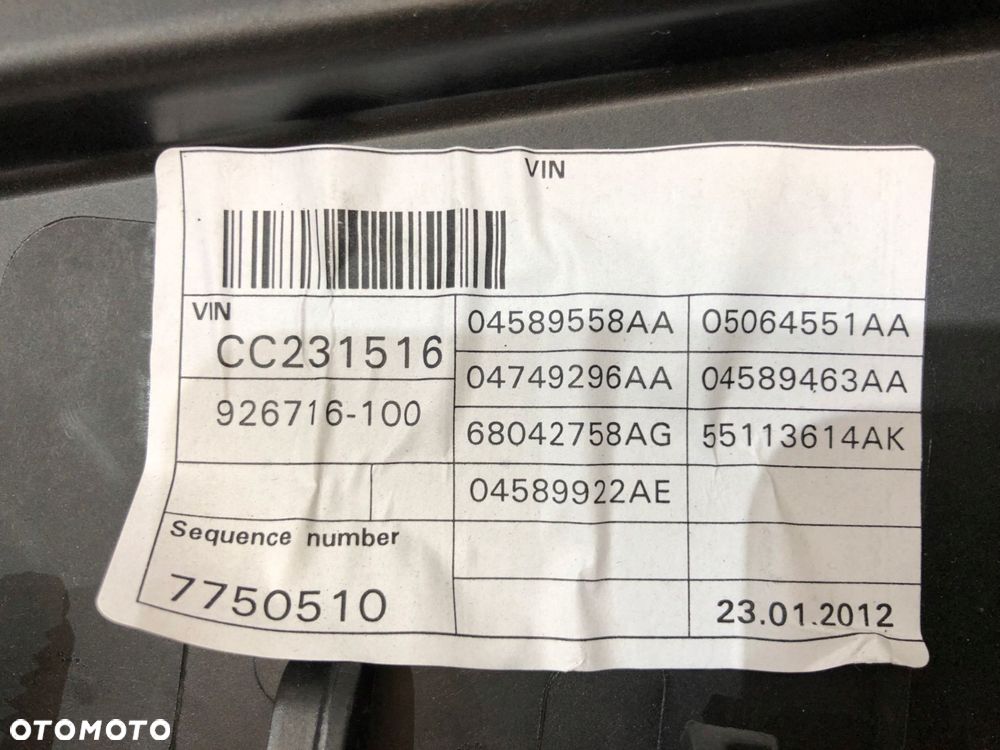 VIN
VIN
CC231516
926716-100
04589558AA 05064551AA
04749296AA 04589463AA
68042758AG 55113614AK
04589922AE
Sequence number
7750510
23.01.2012
OTOMOTO